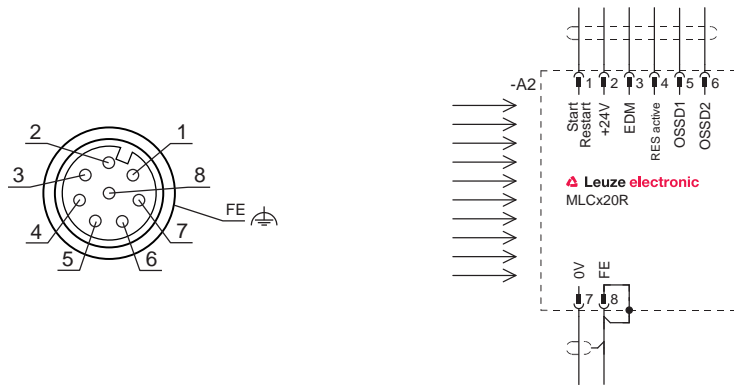 2
1
3
8
4
7
5
6
FE
-A2
1
2
3
4
5
6
Start
Restart
+24V
EDM
RES active
OSSD1
OSSD2
Leuze electronic
MLCx20R
0V
FE
7
8